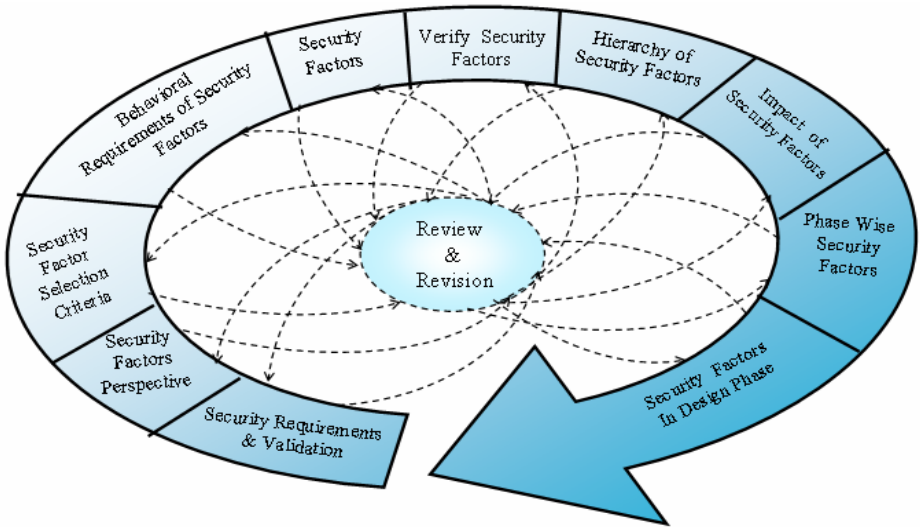 Security
Factors
Verify Security
Factors
Hierarchy of
Security Factors
Impact of
Security Factors
Phase Wise
Security
Factors
Security Factors
In Design Phase
Behavioral
Requirements of Security
Factors
Security
Factor
Selection
Criteria
Security
Factors
Perspective
Security Requirements
& Validation
Review
&
Revision